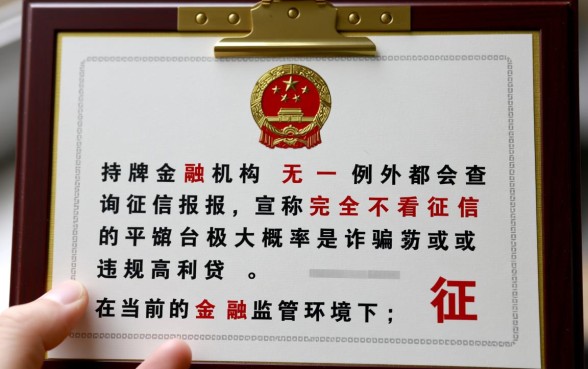 持牌金融机构 无一 例外都会查
询征信报报，宣称完全不看征信
的平台极大概率是诈骗或或
违规高利贷 。
在当前的金融监管环境下；
征